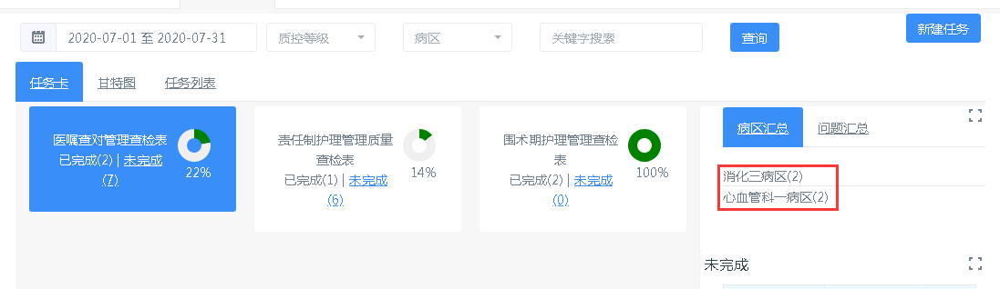 2020-07-01 至 2020-07-31
质控等级
病区
关键字搜索
查询
新建任务
任务卡
甘特图
任务列表
医嘱查对管理查检表
已完成(2) | 未完成
(7)
22%
责任制护理管理质量
查检表
已完成(1) | 未完成
(6)
14%
围术期护理管理查检
表
已完成(2) | 未完成
(0)
100%
病区汇总
问题汇总
消化三病区(2)
心血管科一病区(2)
未完成